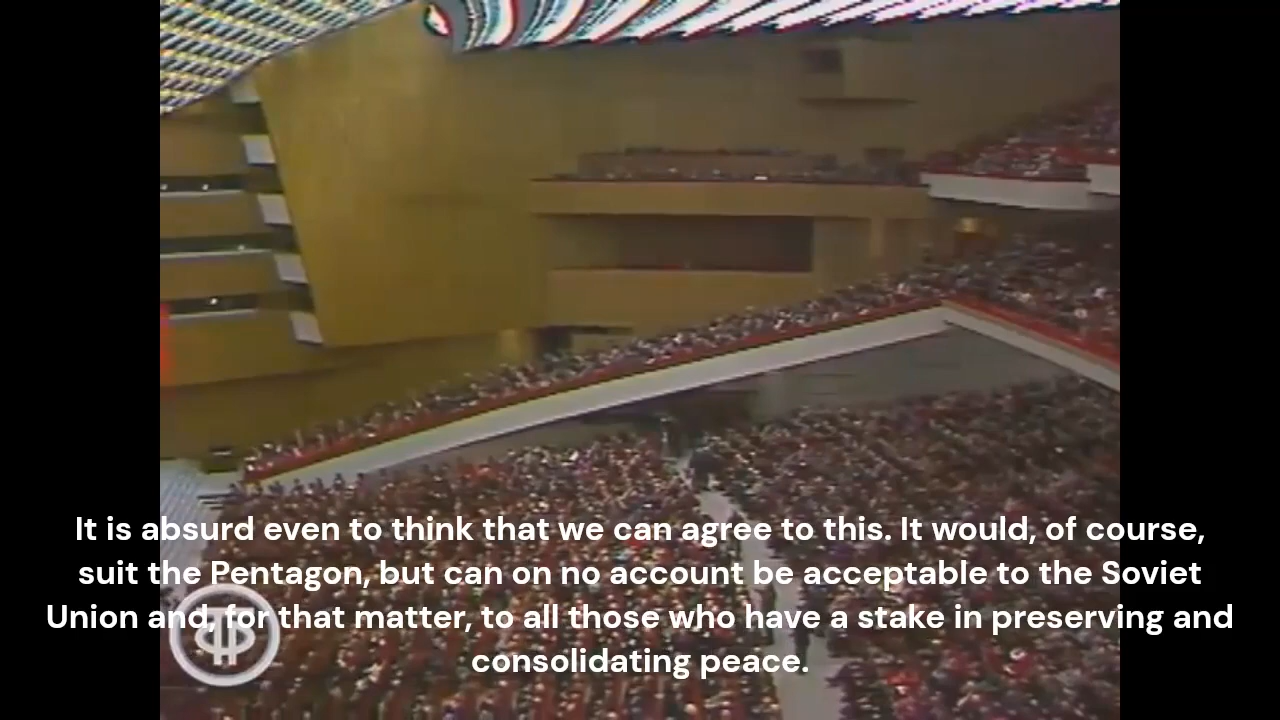 It is absurd even to think that we can agree to this. It would, of course,
suit the Pentagon, but can on no account be acceptable to the Soviet
Union and, for that matter, to all those who have a stake in preserving and
consolidating peace.